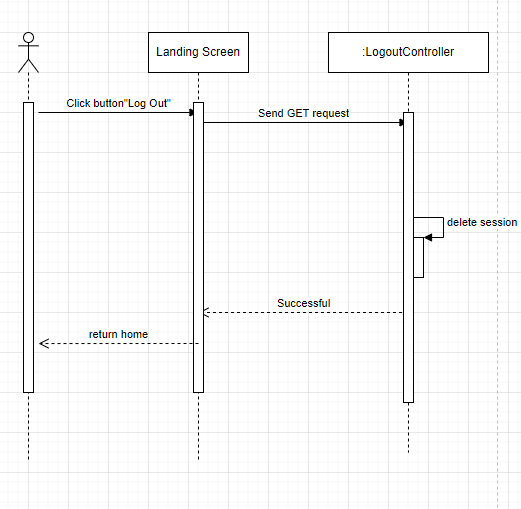 Landing Screen
:LogoutController
Click button"Log Out"
Send GET request
delete session
Successful
return home